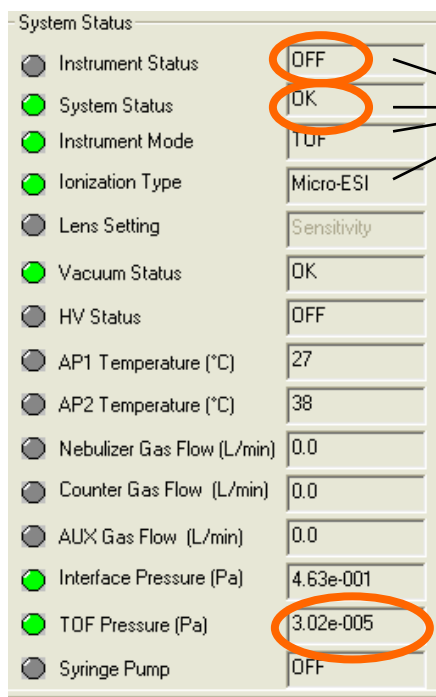 System Status
Instrument Status OFF
System Status OK
Instrument Mode TOF
Ionization Type Micro-ESI
Lens Setting Sensitivity
Vacuum Status OK
HV Status OFF
AP1 Temperature (°C) 27
AP2 Temperature (°C) 38
Nebulizer Gas Flow (L/min) 0.0
Counter Gas Flow (L/min) 0.0
AUX Gas Flow (L/min) 0.0
Interface Pressure (Pa) 4.63e-001
TOF Pressure (Pa) 3.02e-005
Syringe Pump OFF